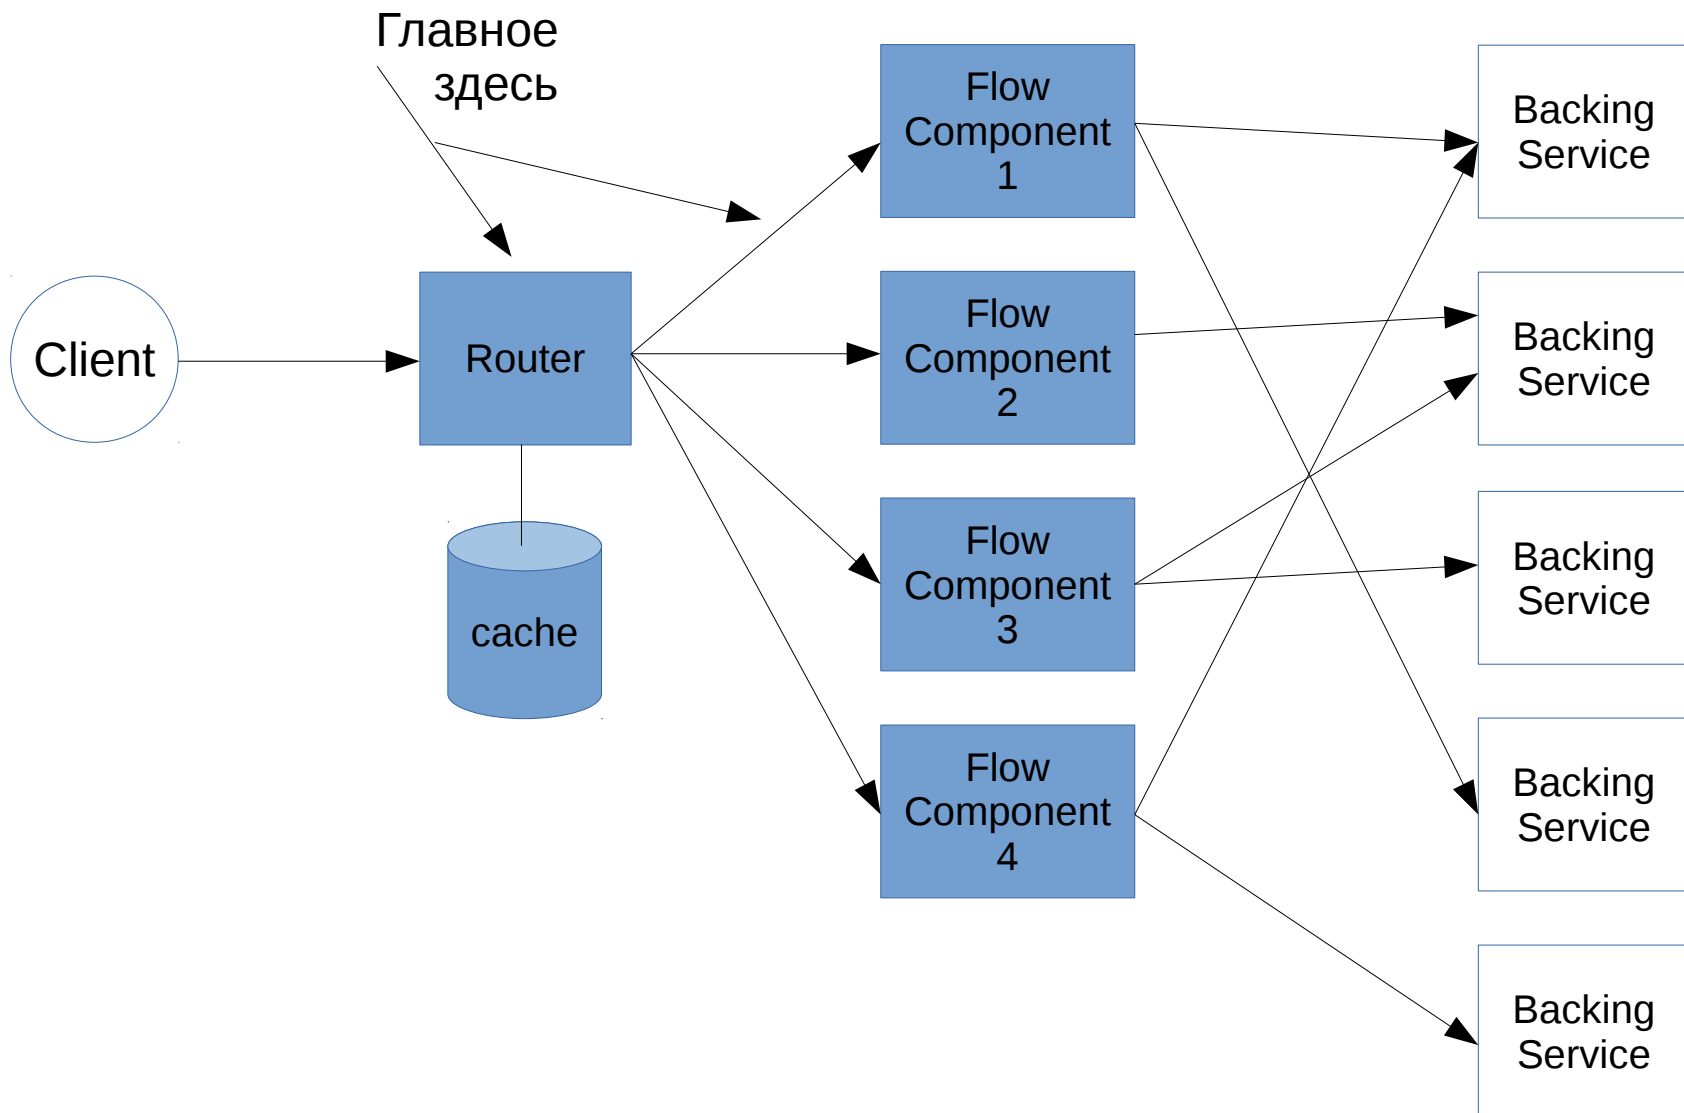 Главное
здесь
Client
Router
cache
Flow
Component
1
Flow
Component
2
Flow
Component
3
Flow
Component
4
Backing
Service
Backing
Service
Backing
Service
Backing
Service
Backing
Service